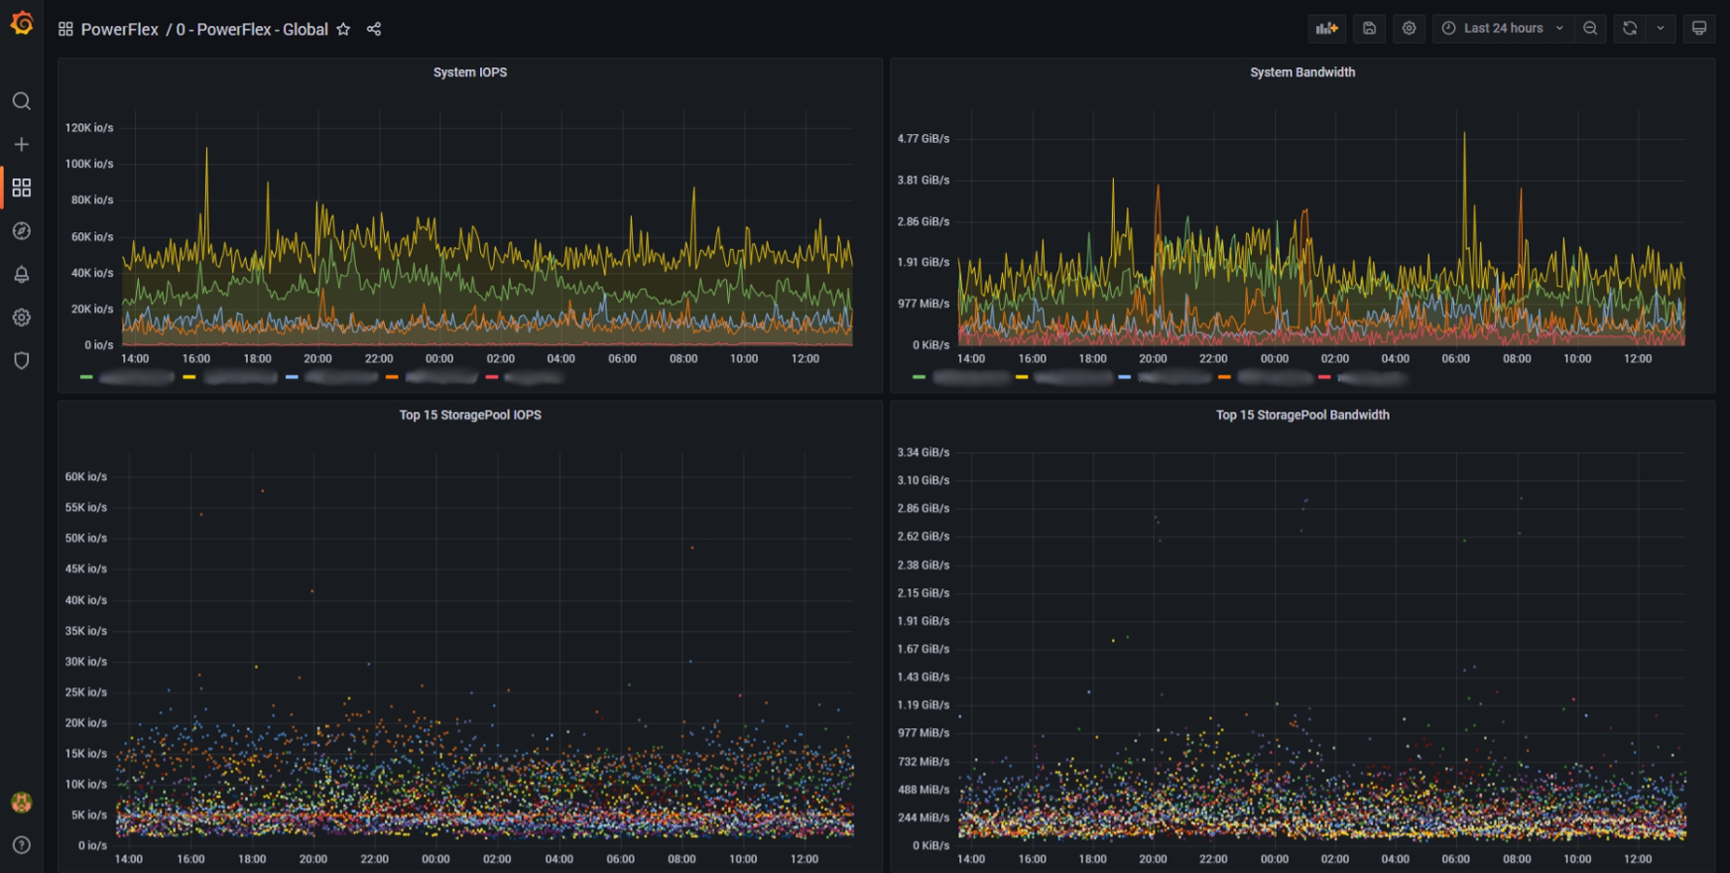 PowerFlex / 0 - PowerFlex - Global
Last 24 hours
System IOPS
120K io/s
100K io/s
80K io/s
60K io/s
40K io/s
20K io/s
0 io/s
14:00 16:00 18:00 20:00 22:00 00:00 02:00 04:00 06:00 08:00 10:00 12:00
System Bandwidth
4.77 GiB/s
3.81 GiB/s
2.86 GiB/s
1.91 GiB/s
977 MiB/s
0 KiB/s
14:00 16:00 18:00 20:00 22:00 00:00 02:00 04:00 06:00 08:00 10:00 12:00
Top 15 StoragePool IOPS
60K io/s
55K io/s
50K io/s
45K io/s
40K io/s
35K io/s
30K io/s
25K io/s
20K io/s
15K io/s
10K io/s
5K io/s
0 io/s
14:00 16:00 18:00 20:00 22:00 00:00 02:00 04:00 06:00 08:00 10:00 12:00
Top 15 StoragePool Bandwidth
3.34 GiB/s
3.10 GiB/s
2.86 GiB/s
2.62 GiB/s
2.38 GiB/s
2.15 GiB/s
1.91 GiB/s
1.67 GiB/s
1.43 GiB/s
1.19 GiB/s
977 MiB/s
732 MiB/s
488 MiB/s
244 MiB/s
0 KiB/s
14:00 16:00 18:00 20:00 22:00 00:00 02:00 04:00 06:00 08:00 10:00 12:00